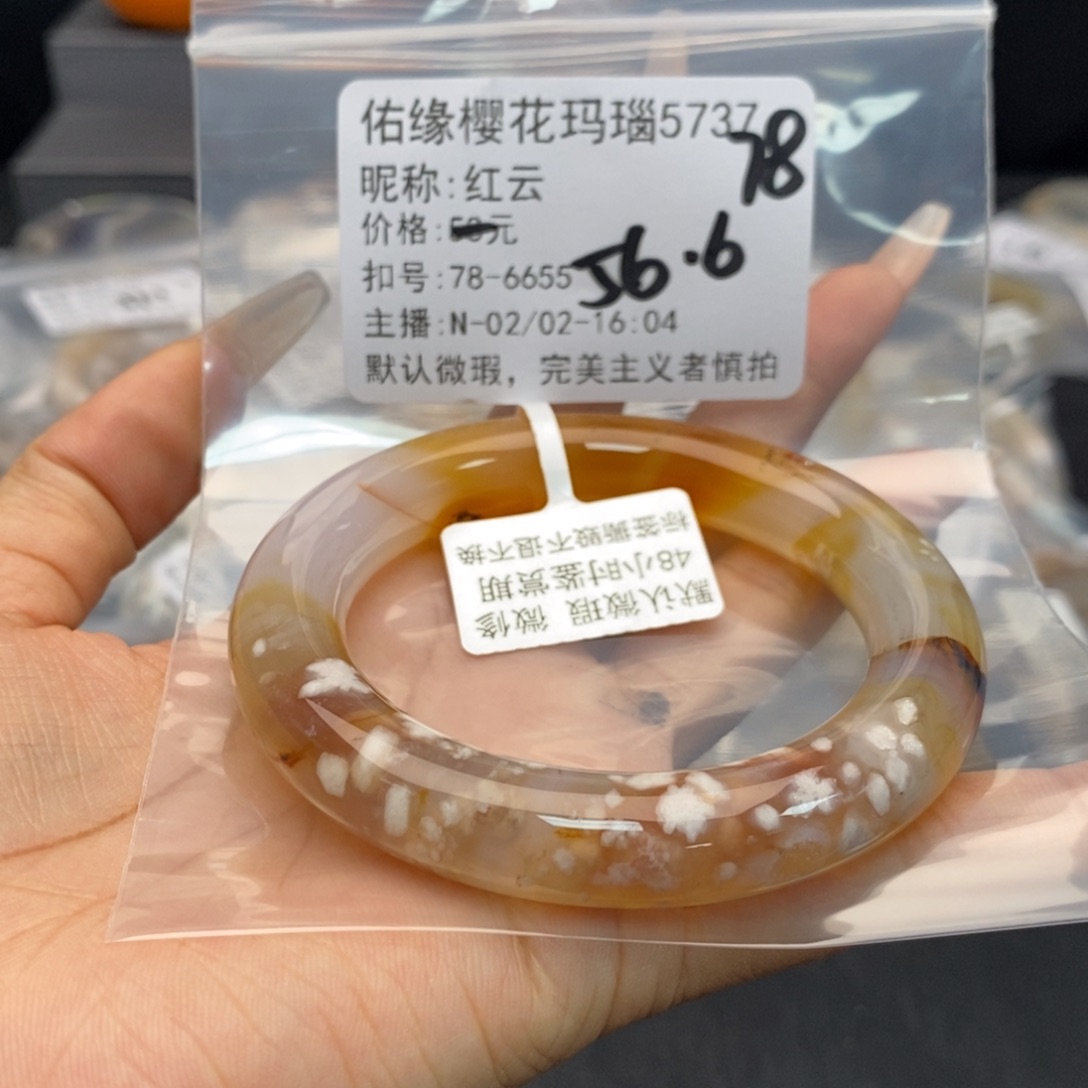 佑缘樱花玛瑙5737
78
昵称:红云
价格:58元
扣号:78-6655
56.6
主播:N-02/02-16:04
默认微瑕，完美主义者慎拍
默认微瑕 微修
48小时鉴赏期
标签撕毁不退不换